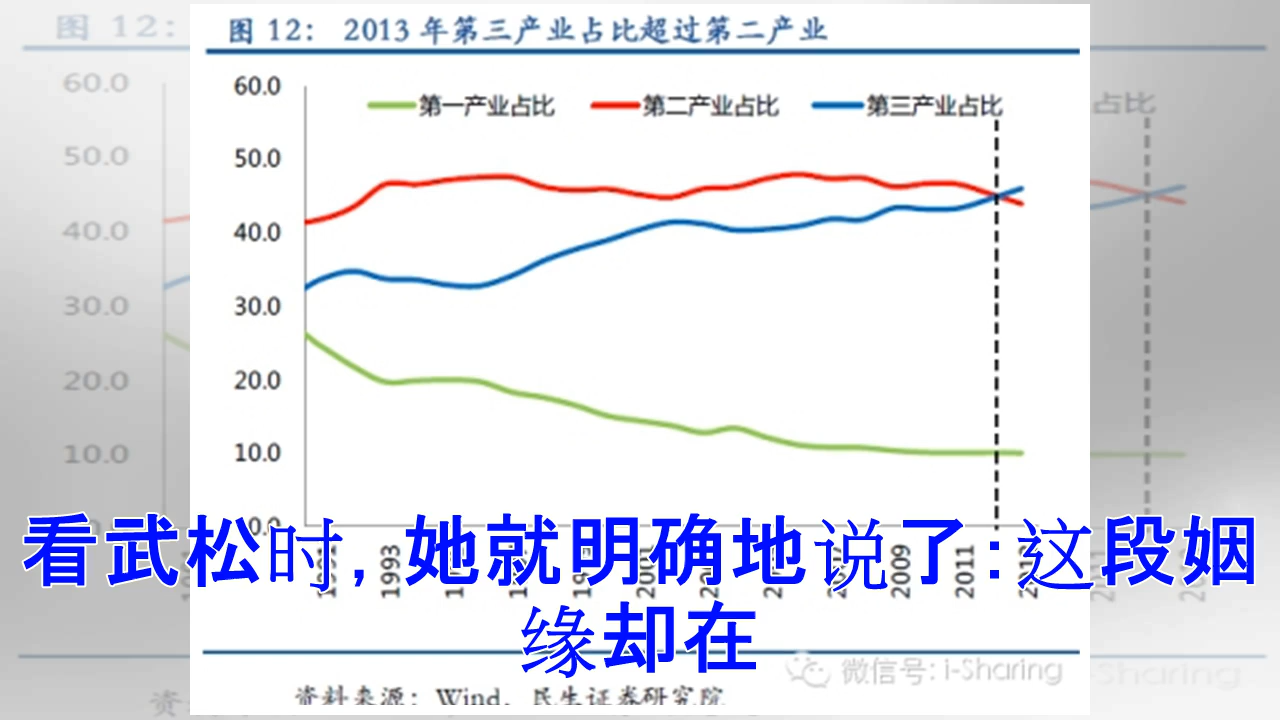 图 12： 2013 年第三产业占比超过第二产业
60.0
第一产业占比 第二产业占比 第三产业占比
50.0
40.0
30.0
20.0
10.0
1993
2009
2011
看武松时,她就明确地说了:这段姻
缘却在
微信号: i-Sharing
资料来源：Wind，民生证券研究院